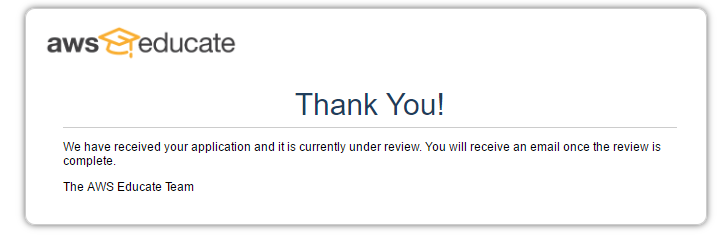 aws educate
Thank You!
We have received your application and it is currently under review. You will receive an email once the review is
complete.
The AWS Educate Team